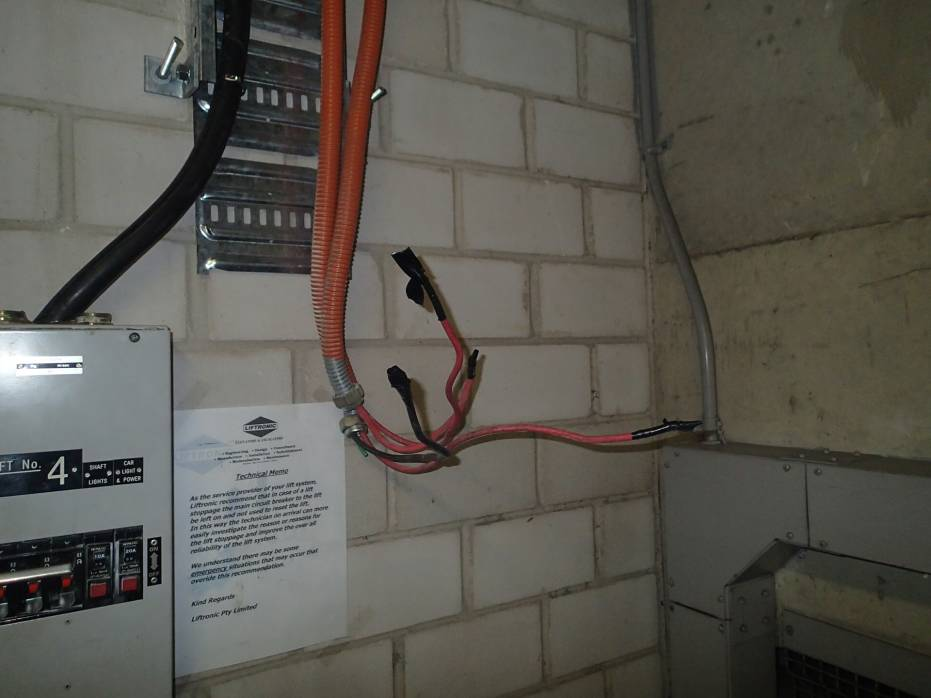 LIFTRONIC
ELEVATORS & ESCALATORS
Technical Memo
As the service provider of your lift system,
Liftronic recommend that in case of a lift
stoppage the main circuit breaker to the lift
be left on and not used to reset the lift.
In this way the technician on arrival can more
easily investigate the reason or reasons for
the lift stoppage and improve the over all
reliability of the lift system.
We understand there may be some
emergency situations that may occur that
override this recommendation.
Kind Regards
Liftronic Pty Limited
FT No. 4
SHAFT
LIGHTS
CAR
LIGHT
& POWER
10A
20A
ON